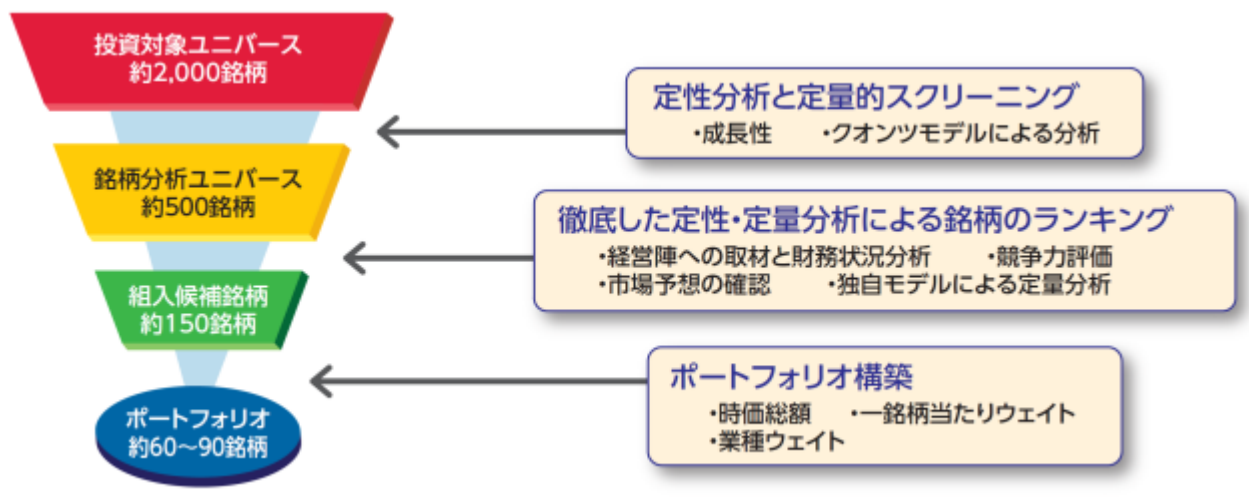 投資対象ユニバース
約2,000銘柄
定性分析と定量的スクリーニング
・成長性 ・クオンツモデルによる分析
銘柄分析ユニバース
約500銘柄
徹底した定性・定量分析による銘柄のランキング
・経営陣への取材と財務状況分析 ・競争力評価
・市場予想の確認 ・独自モデルによる定量分析
組入候補銘柄
約150銘柄
ポートフォリオ構築
・時価総額 ・一銘柄当たりウェイト
・業種ウェイト
ポートフォリオ
約60〜90銘柄